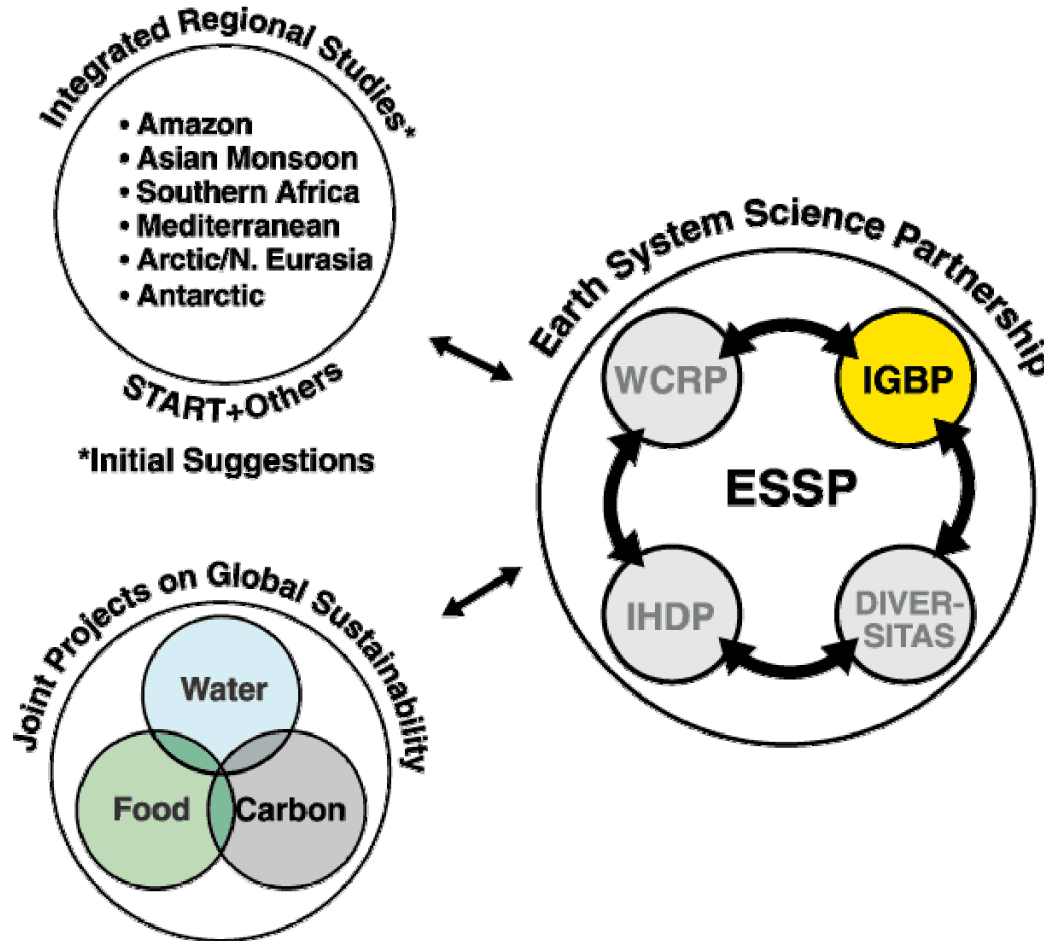 Integrated Regional Studies*
• Amazon
• Asian Monsoon
• Southern Africa
• Mediterranean
• Arctic/N. Eurasia
• Antarctic
START+Others
*Initial Suggestions
Earth System Science Partnership
WCRP
IGBP
ESSP
IHDP
DIVER-
SITAS
Joint Projects on Global Sustainability
Water
Food
Carbon